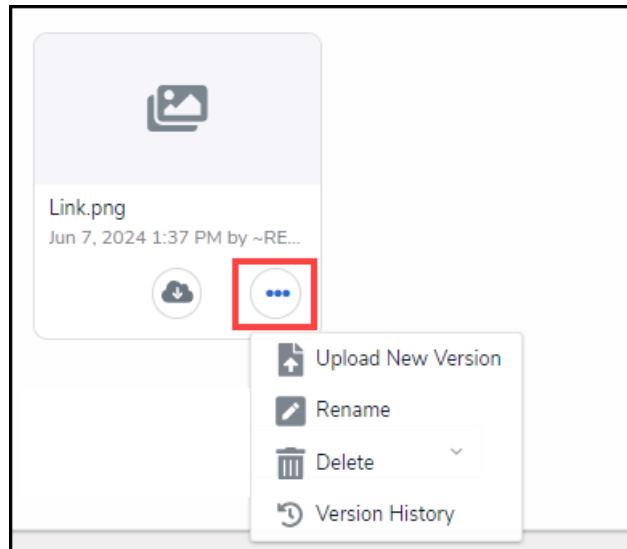 Link.png
Jun 7, 2024 1:37 PM by ~RE...
Upload New Version
Rename
Delete
Version History